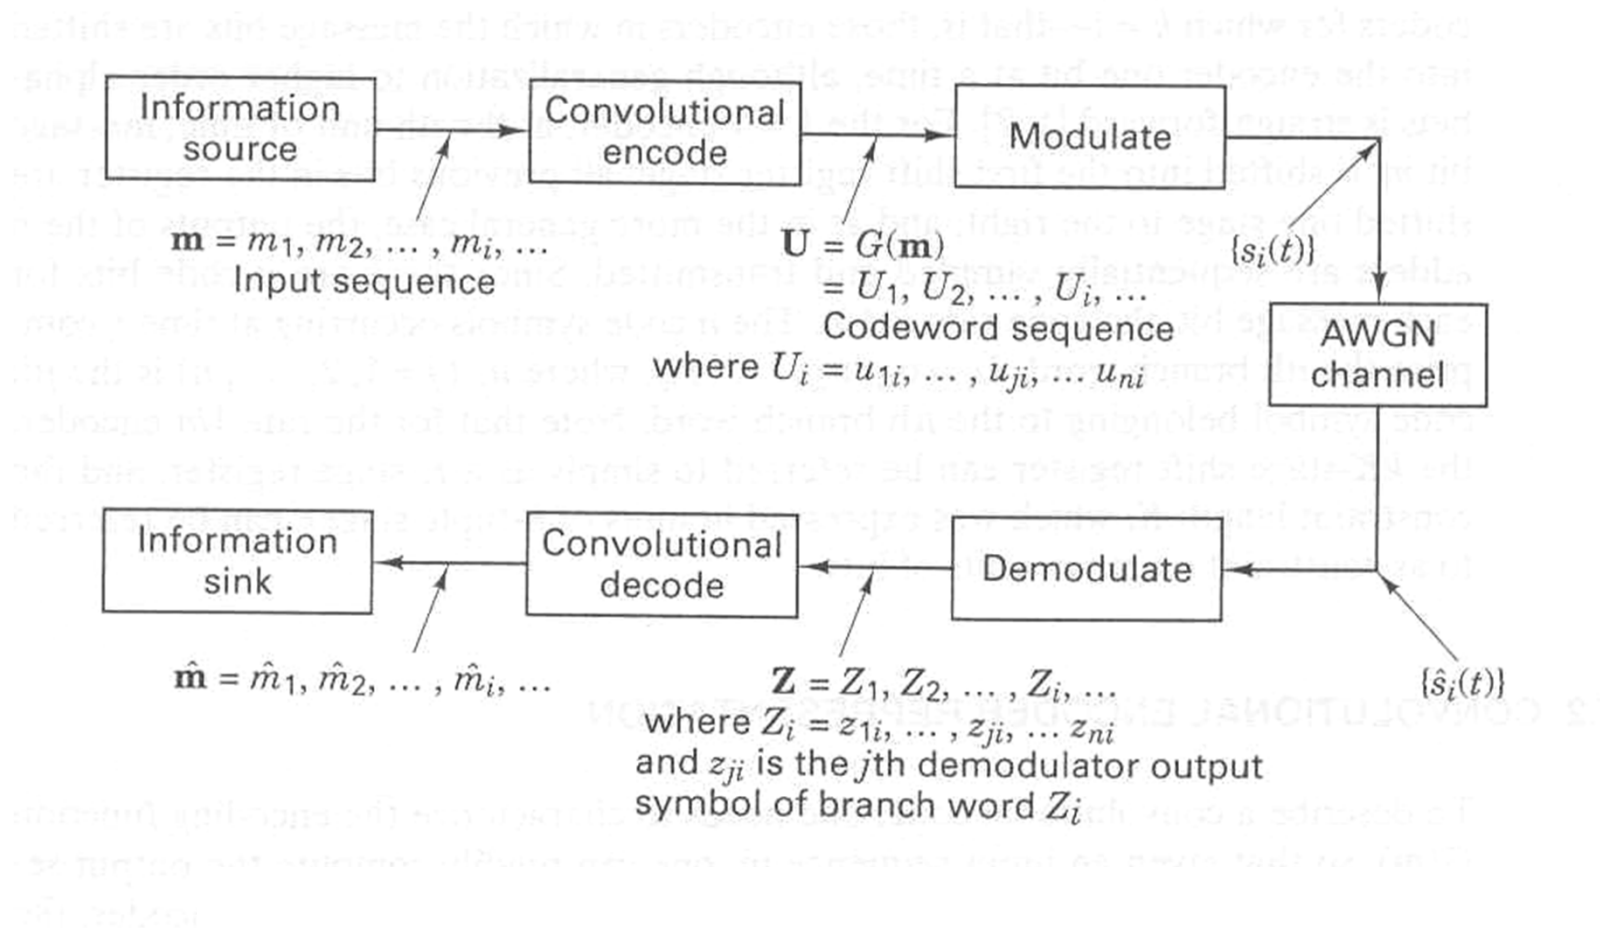 Information
source
Convolutional
encode
Modulate
m = m1, m2, ... , mi, ...
Input sequence
U = G(m)
= U1, U2, ... , Ui, ...
Codeword sequence
where Ui = u1i, ... , uji, ... uni
{si(t)}
AWGN
channel
Information
sink
Convolutional
decode
Demodulate
m̂ = m̂1, m̂2, ... , m̂i, ...
Z = Z1, Z2, ... , Zi, ...
where Zi = z1i, ... , zji, ... zni
and zji is the jth demodulator output
symbol of branch word Zi
{ŝi(t)}